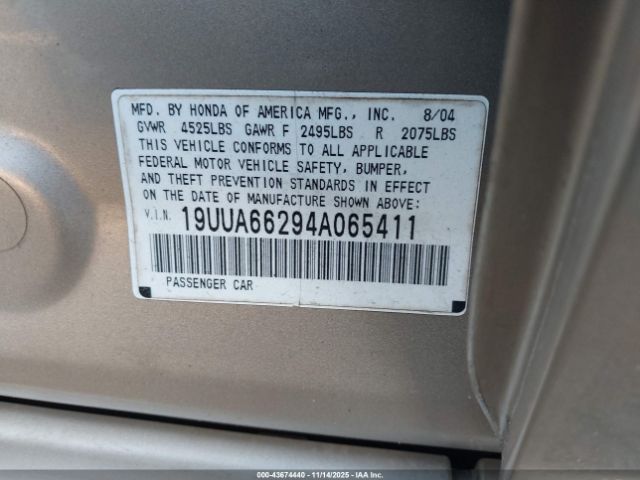 MFD. BY HONDA OF AMERICA MFG., INC. 8/04
GVWR 4525LBS GAWR F 2495LBS R 2075LBS
THIS VEHICLE CONFORMS TO ALL APPLICABLE
FEDERAL MOTOR VEHICLE SAFETY, BUMPER,
AND THEFT PREVENTION STANDARDS IN EFFECT
ON THE DATE OF MANUFACTURE SHOWN ABOVE:
V.I.N. 19UUA66294A065411
PASSENGER CAR
000-43674440 11/14/2025 IAAI.COM